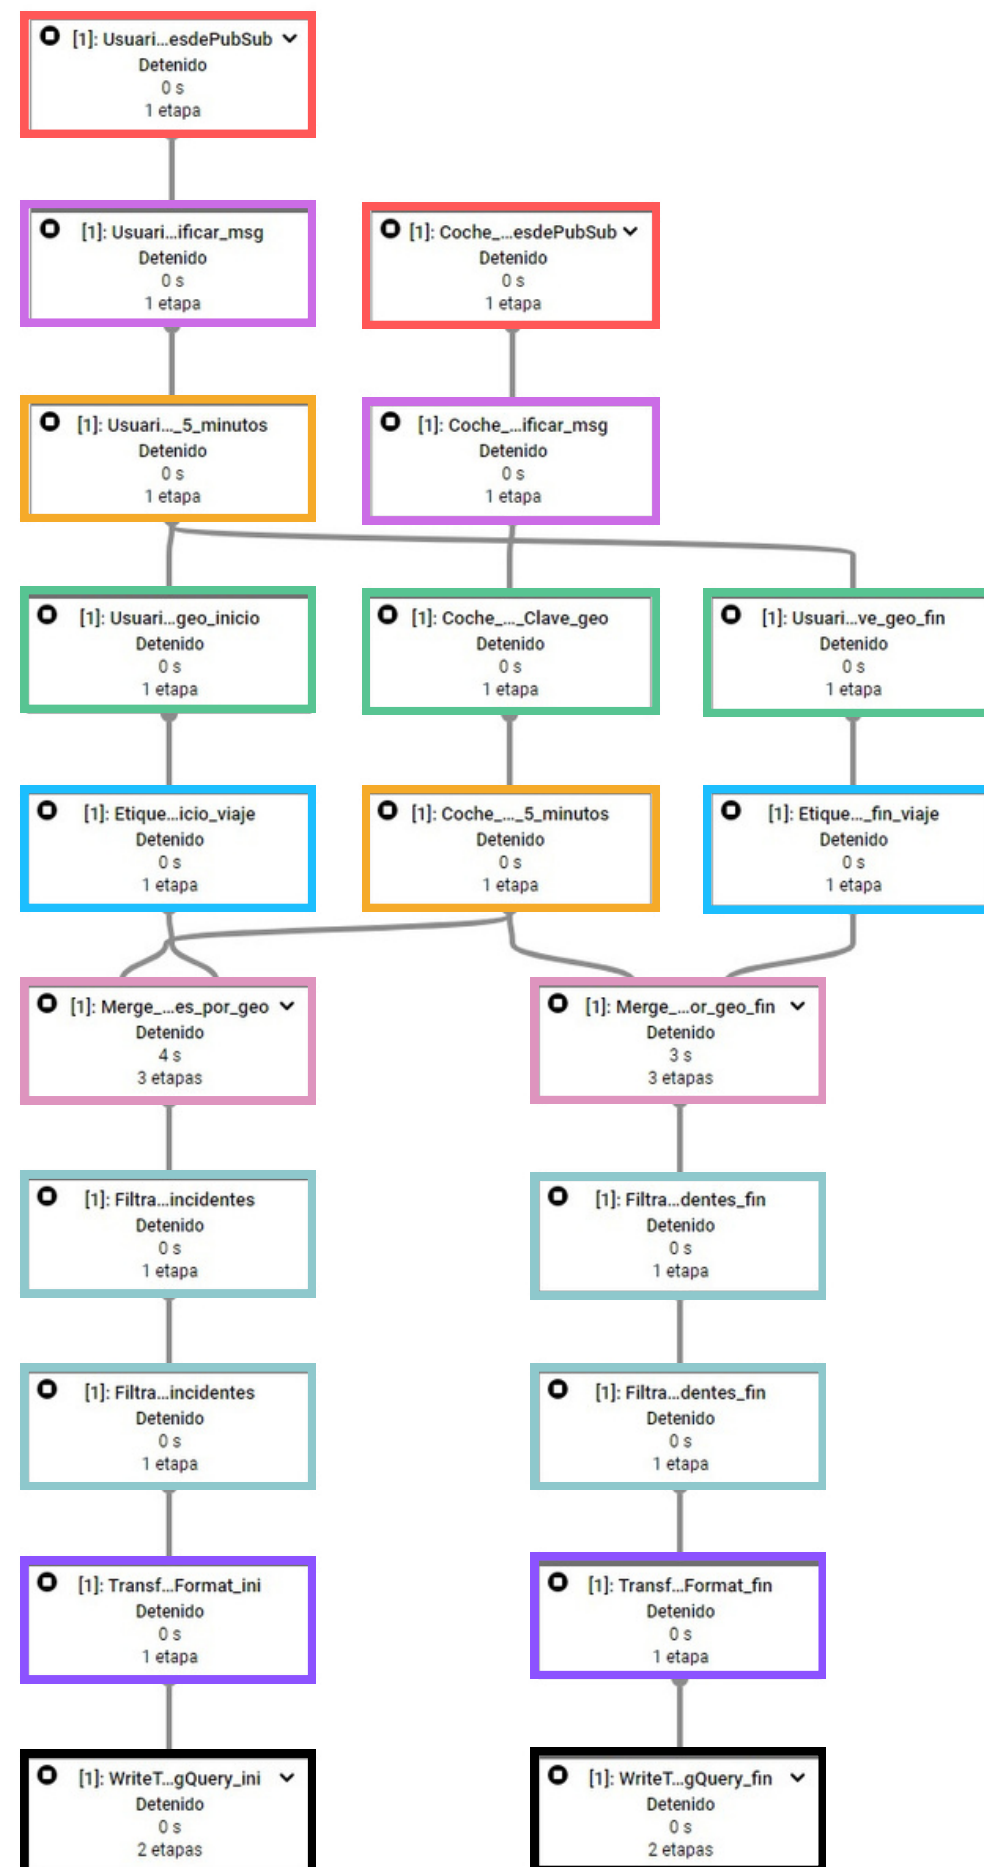 [1]: Usuari...esdePubSub
Detenido
0 s
1 etapa
[1]: Usuari...ificar_msg
Detenido
0 s
1 etapa
[1]: Coche_...esdePubSub
Detenido
0 s
1 etapa
[1]: Usuari..._5_minutos
Detenido
0 s
1 etapa
[1]: Coche_...ificar_msg
Detenido
0 s
1 etapa
[1]: Usuari...geo_inicio
Detenido
0 s
1 etapa
[1]: Coche_..._Clave_geo
Detenido
0 s
1 etapa
[1]: Usuari...ve_geo_fin
Detenido
0 s
1 etapa
[1]: Etique...icio_viaje
Detenido
0 s
1 etapa
[1]: Coche_..._5_minutos
Detenido
0 s
1 etapa
[1]: Etique..._fin_viaje
Detenido
0 s
1 etapa
[1]: Merge_...es_por_geo
Detenido
4 s
3 etapas
[1]: Merge_...or_geo_fin
Detenido
3 s
3 etapas
[1]: Filtra...incidentes
Detenido
0 s
1 etapa
[1]: Filtra...dentes_fin
Detenido
0 s
1 etapa
[1]: Filtra...incidentes
Detenido
0 s
1 etapa
[1]: Filtra...dentes_fin
Detenido
0 s
1 etapa
[1]: Transf...Format_ini
Detenido
0 s
1 etapa
[1]: Transf...Format_fin
Detenido
0 s
1 etapa
[1]: WriteT...gQuery_ini
Detenido
0 s
2 etapas
[1]: WriteT...gQuery_fin
Detenido
0 s
2 etapas